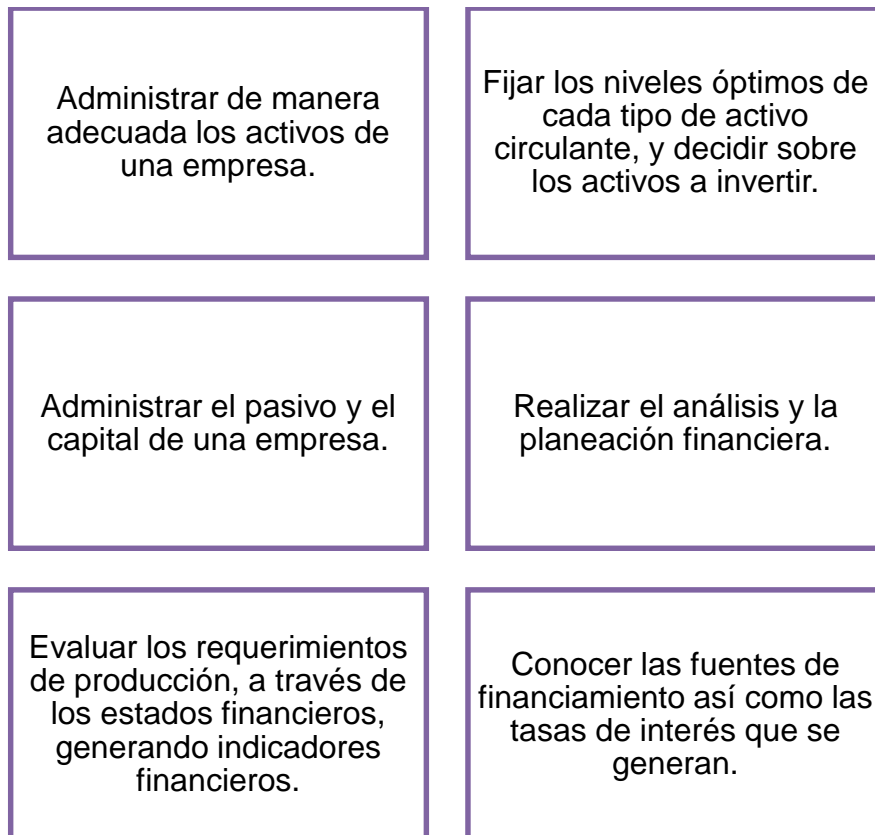 Administrar de manera
adecuada los activos de
una empresa.
Fijar los niveles óptimos de
cada tipo de activo
circulante, y decidir sobre
los activos a invertir.
Administrar el pasivo y el
capital de una empresa.
Realizar el análisis y la
planeación financiera.
Evaluar los requerimientos
de producción, a través de
los estados financieros,
generando indicadores
financieros.
Conocer las fuentes de
financiamiento así como las
tasas de interés que se
generan.